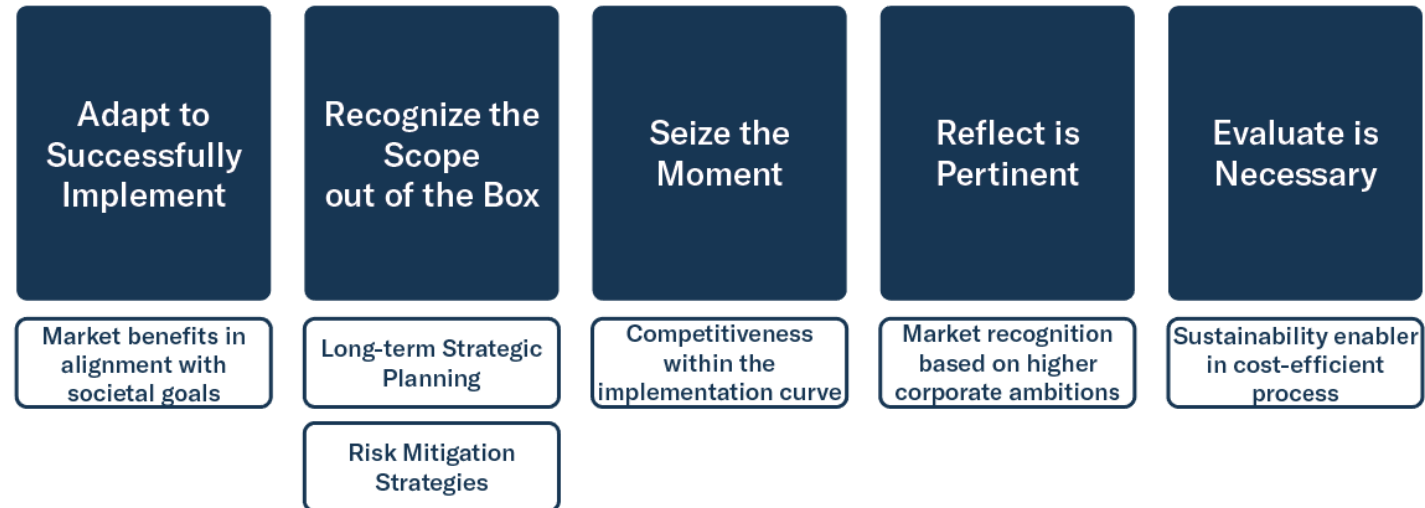 Adapt to
Successfully
Implement
Market benefits in
alignment with
societal goals
Recognize the
Scope
out of the Box
Long-term Strategic
Planning
Risk Mitigation
Strategies
Seize the
Moment
Competitiveness
within the
implementation curve
Reflect is
Pertinent
Market recognition
based on higher
corporate ambitions
Evaluate is
Necessary
Sustainability enabler
in cost-efficient
process